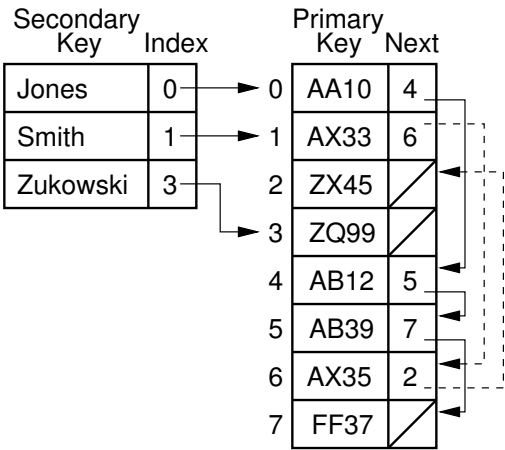 Secondary Key Index
Jones 0
Smith 1
Zukowski 3
Primary Key Next
0 AA10 4
1 AX33 6
2 ZX45
3 ZQ99
4 AB12 5
5 AB39 7
6 AX35 2
7 FF37